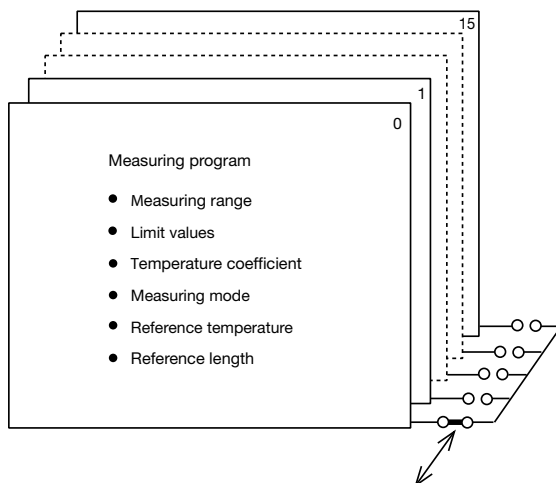 15
1
0
Measuring program
● Measuring range
● Limit values
● Temperature coefficient
● Measuring mode
● Reference temperature
● Reference length